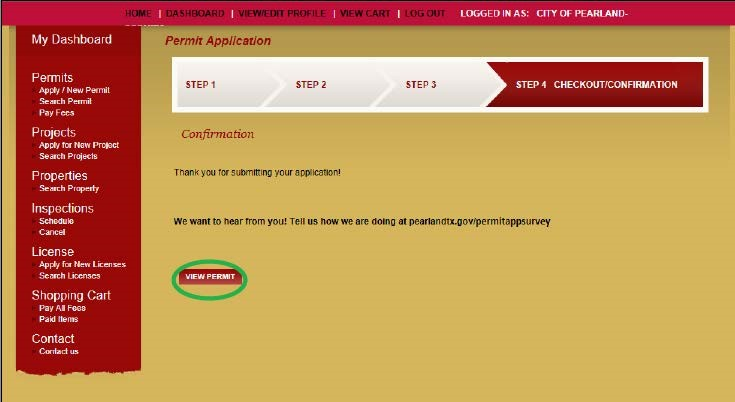 HOME | DASHBOARD | VIEW/EDIT PROFILE | VIEW CART | LOG OUT LOGGED IN AS: CITY OF PEARLAND-
My Dashboard
Permits
Apply / New Permit
Search Permit
Pay Fees
Projects
Apply for New Project
Search Projects
Properties
Search Property
Inspections
Schedule
Cancel
License
Apply for New Licenses
Search Licenses
Shopping Cart
Pay All Fees
Paid Items
Contact
Contact us
Permit Application
STEP 1 STEP 2 STEP 3 STEP 4 CHECKOUT/CONFIRMATION
Confirmation
Thank you for submitting your application!
We want to hear from you! Tell us how we are doing at pearlandtx.gov/permitappsurvey
VIEW PERMIT